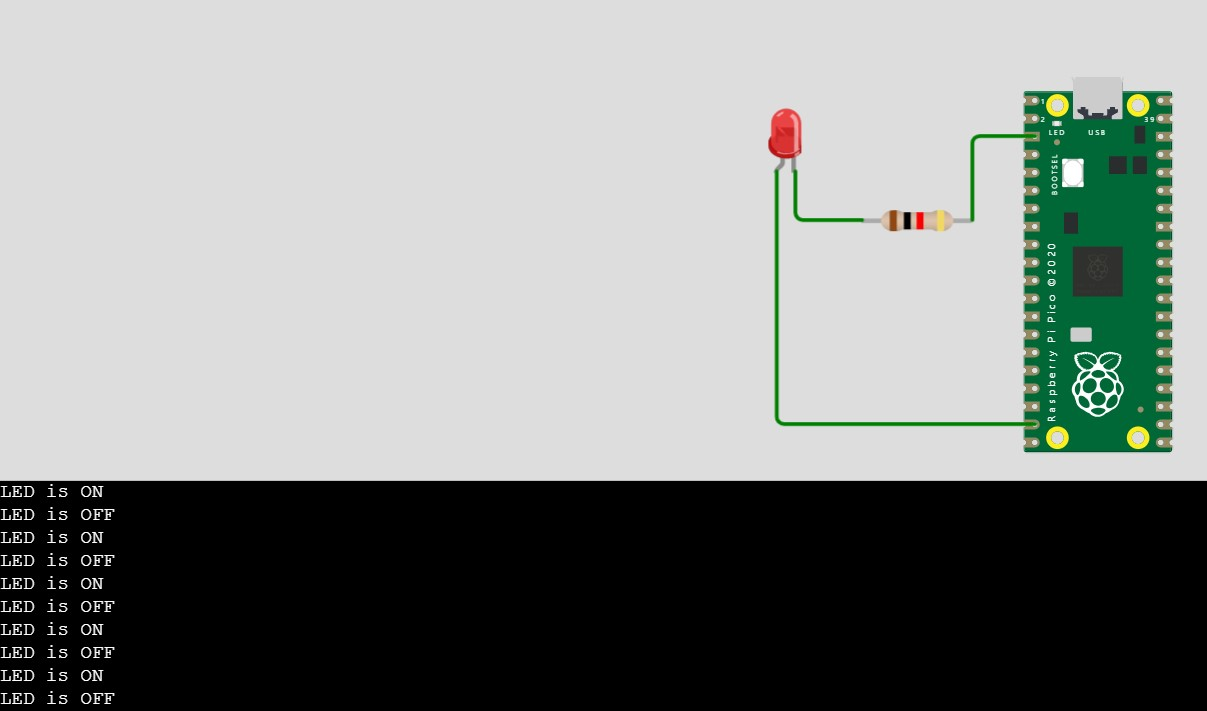 1
2
39
LED
USB
BOOTSEL
Raspberry Pi Pico ©2020
LED is ON
LED is OFF
LED is ON
LED is OFF
LED is ON
LED is OFF
LED is ON
LED is OFF
LED is ON
LED is OFF